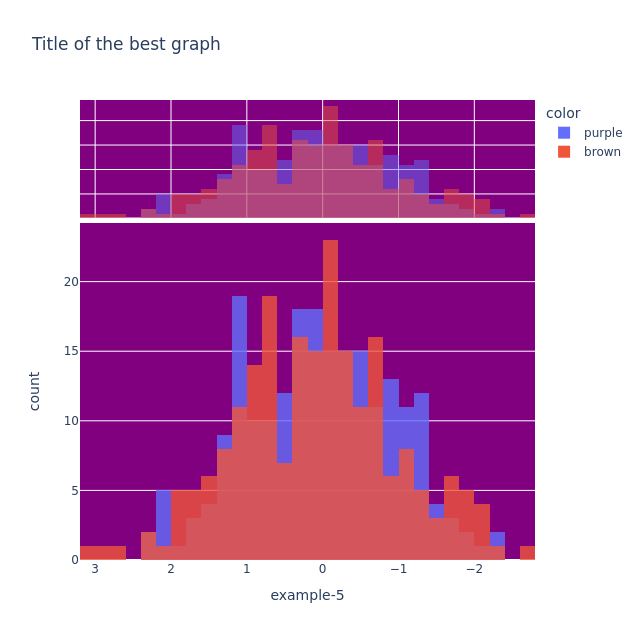 Title of the best graph
color
purple
brown
20
15
10
5
0
count
3 2 1 0 −1 −2
example-5